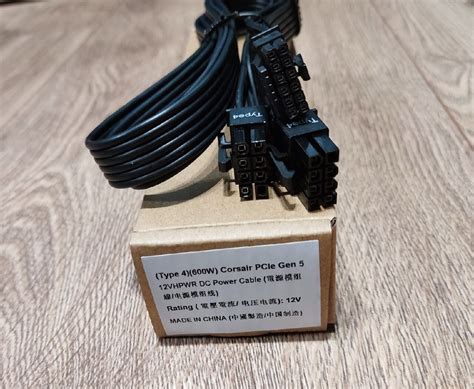 Type4
Type4
(Type 4)(600W) Corsair PCIe Gen 5
12VHPWR DC Power Cable (電源模組
線/电源模组线)
Rating (電壓電流/ 电压电流): 12V
MADE IN CHINA (中國製造/中国制造)